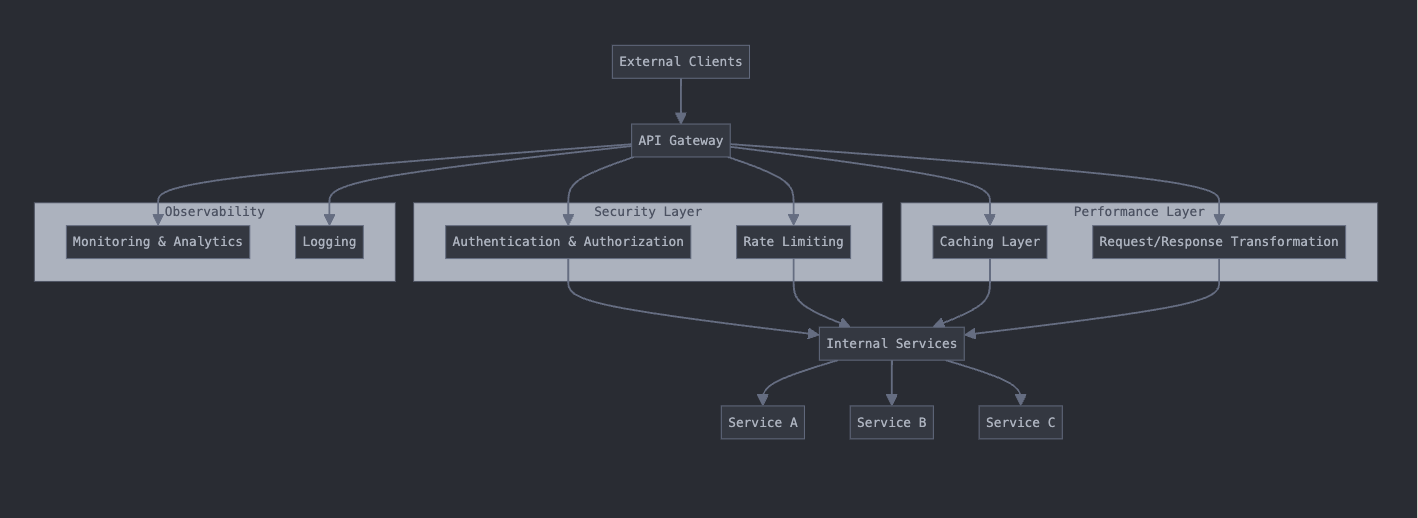 External Clients
API Gateway
Observability
Security Layer
Performance Layer
Monitoring & Analytics
Logging
Authentication & Authorization
Rate Limiting
Caching Layer
Request/Response Transformation
Internal Services
Service A
Service B
Service C